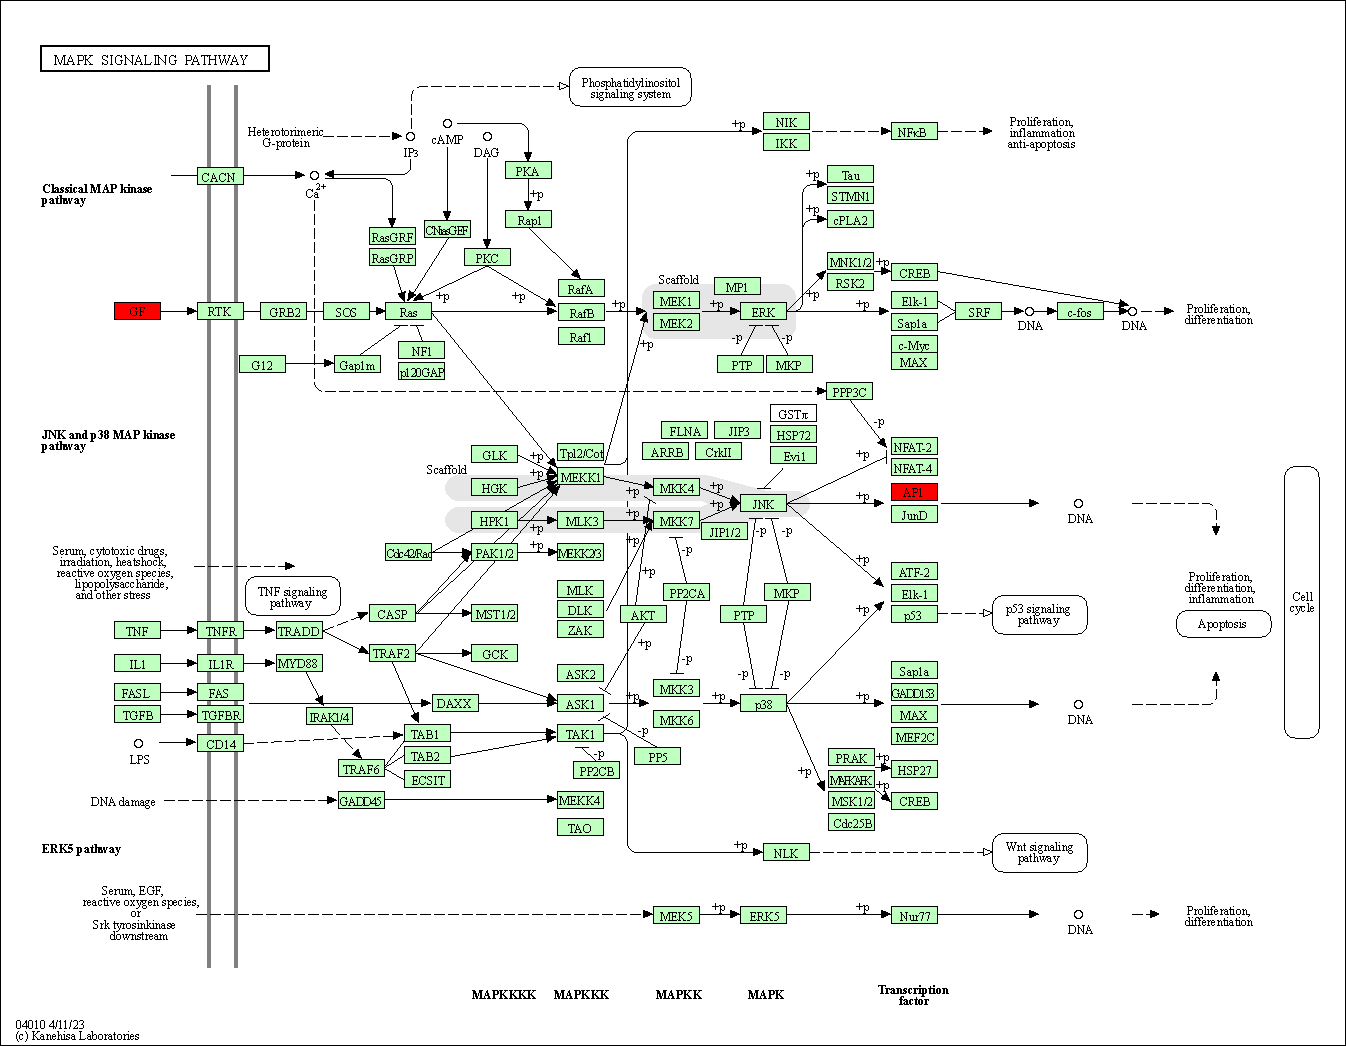 MAPK SIGNALING PATHWAY
Phosphatidylinositol
signaling system
Heterotorimeric
G-protein
IP3
cAMP
DAG
+p
NIK
IKK
NFκB
Proliferation,
inflammation
anti-apoptosis
Classical MAP kinase
pathway
CACN
Ca2+
PKA
+p
Rap1
+p
Tau
STMN1
+p
cPLA2
RasGRF
RasGRP
CNrasGEF
PKC
RafA
Scaffold
MP1
MNK1/2
+p
RSK2
CREB
GF
RTK
GRB2
SOS
Ras
+p
+p
RafB
+p
Raf1
MEK1
MEK2
+p
ERK
+p
+p
Elk-1
Sap1a
c-Myc
MAX
SRF
DNA
c-fos
DNA
Proliferation,
differentiation
G12
Gap1m
NF1
p120GAP
+p
-p
-p
PTP
MKP
PPP3C
-p
JNK and p38 MAP kinase
pathway
Scaffold
GLK
HGK
HPK1
+p
+p
+p
+p
Tpl2/Cot
MEKK1
MLK3
MEKK2/3
FLNA
JIP3
ARRB
CrkII
GSTπ
HSP72
Evi1
+p
NFAT-2
NFAT-4
+p
+p
+p
+p
MKK4
MKK7
+p
+p
JNK
JIP1/2
+p
AP1
JunD
DNA
Serum, cytotoxic drugs,
irradiation, heatshock,
reactive oxygen species,
lipopolysaccharide,
and other stress
TNF signaling
pathway
Cdc42/Rac
PAK1/2
CASP
MST1/2
MLK
DLK
ZAK
AKT
+p
-p
PP2CA
-p
-p
PTP
MKP
+p
+p
ATF-2
Elk-1
p53
p53 signaling
pathway
Proliferation,
differentiation,
inflammation
Apoptosis
Cell
cycle
TNF
TNFR
TRADD
TRAF2
GCK
IL1
IL1R
MYD88
FASL
FAS
TGFB
TGFBR
IRAK1/4
DAXX
ASK2
ASK1
+p
+p
-p
MKK3
MKK6
+p
-p
-p
p38
+p
Sap1a
GADD153
MAX
MEF2C
DNA
LPS
CD14
TAB1
TAB2
ECSIT
TRAF6
TAK1
-p
PP2CB
-p
PP5
+p
PRAK
MAPKAPK
MSK1/2
Cdc25B
+p
+p
HSP27
CREB
DNA damage
GADD45
MEKK4
TAO
ERK5 pathway
+p
NLK
Wnt signaling
pathway
Serum, EGF,
reactive oxygen species,
or
Srk tyrosinkinase
downstream
MEK5
+p
ERK5
+p
Nur77
DNA
Proliferation,
differentiation
MAPKKKK
MAPKKK
MAPKK
MAPK
Transcription
factor
04010 4/11/23
(c) Kanehisa Laboratories